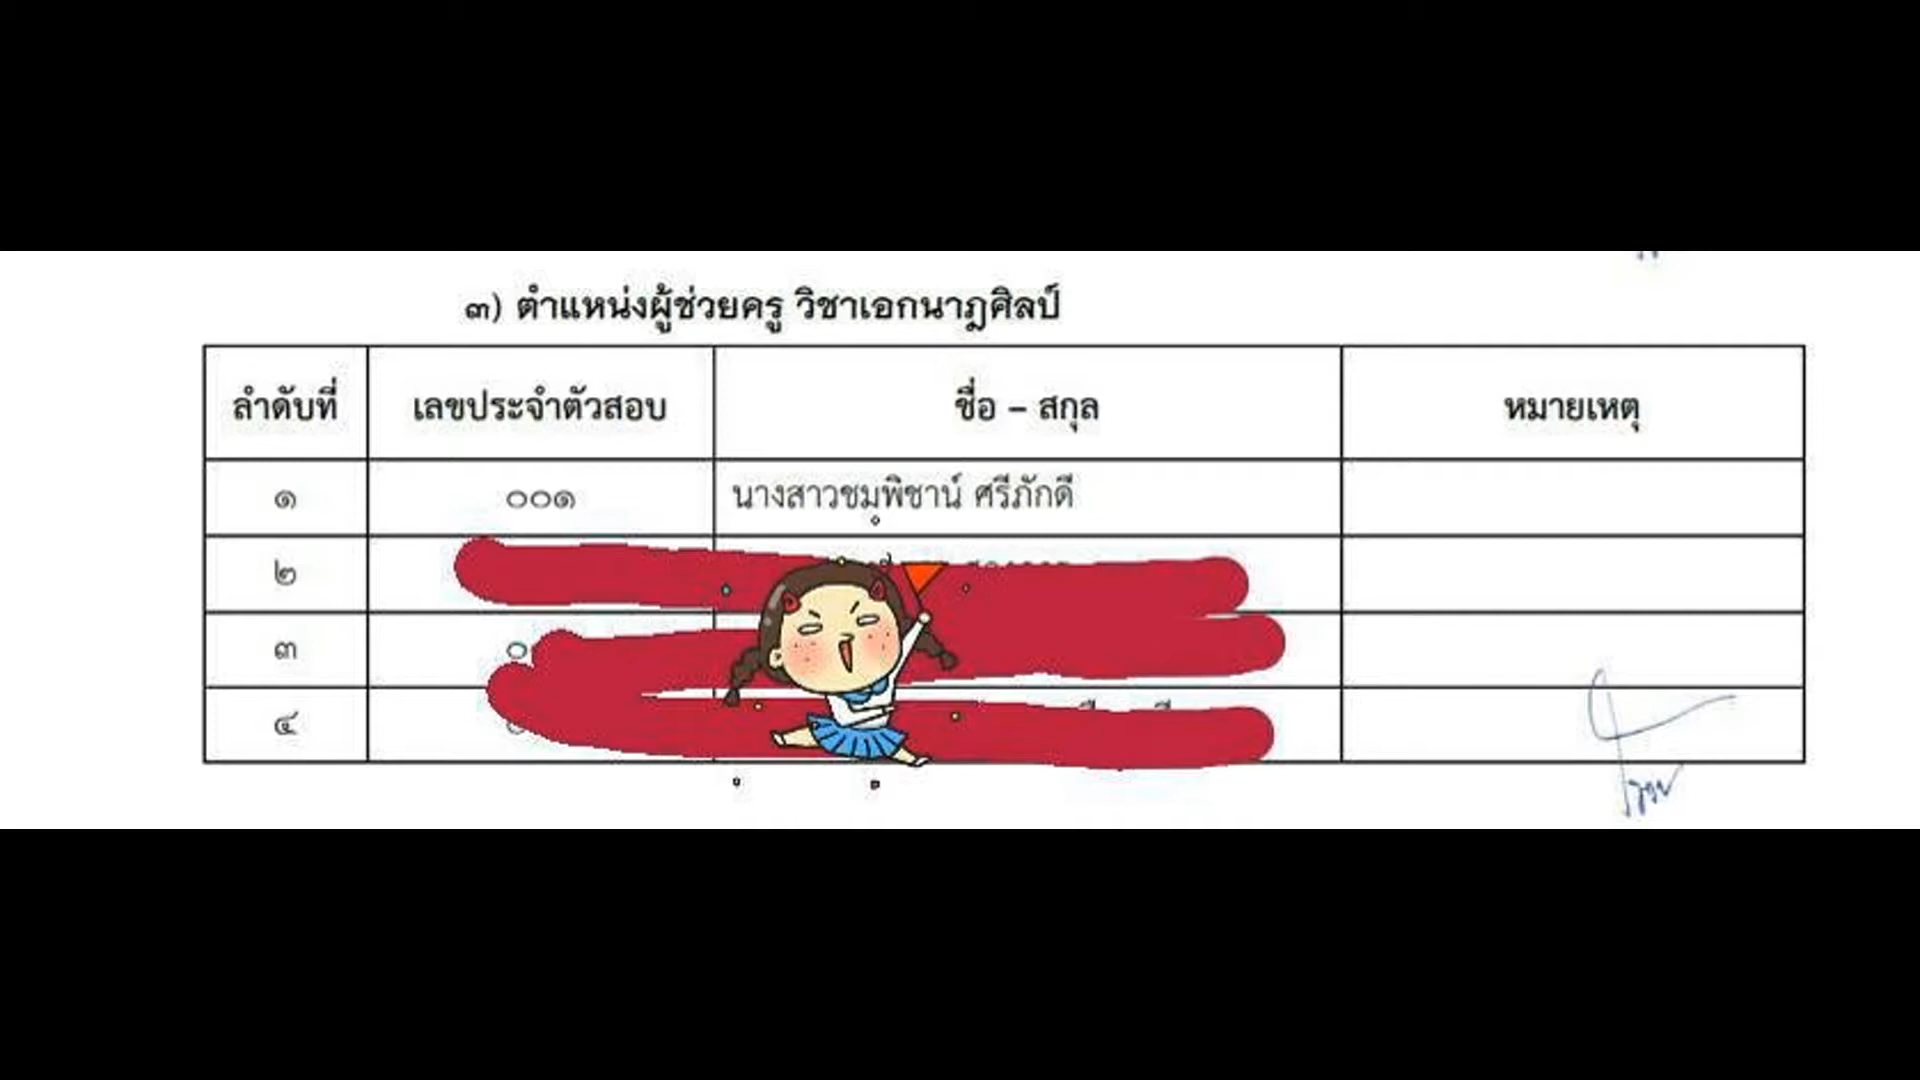 ๓) ตำแหน่งผู้ช่วยครู วิชาเอกนาฎศิลป์
ลำดับที่ เลขประจำตัวสอบ ชื่อ – สกุล หมายเหตุ
๑ ๐๐๑ นางสาวชมพิชาน์ ศรีภักดี
๒
๓ ๐
๔